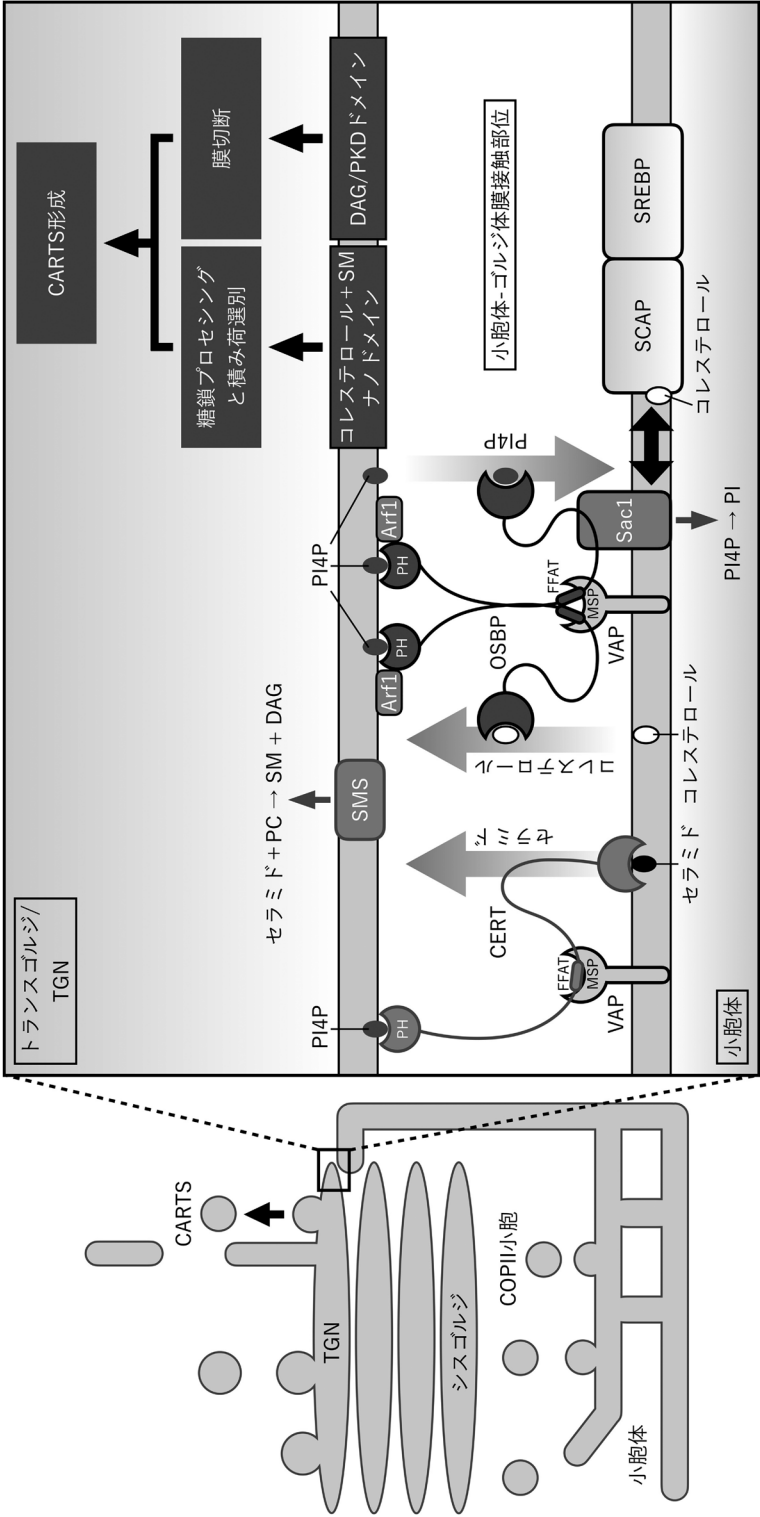 CARTS
TGN
シスゴルジ
COPII小胞
小胞体
トランスゴルジ/
TGN
セラミド+PC → SM + DAG
CARTS形成
糖鎖プロセシング
と積み荷選別
膜切断
コレステロール+SM
ナノドメイン
DAG/PKDドメイン
PI4P
PI4P
SMS
PH
Arf1
PH
PH
Arf1
CERT
セラミド
コレステロール
OSBP
PI4P
小胞体-ゴルジ体膜接触部位
FFAT
MSP
VAP
FFAT
MSP
VAP
Sac1
SCAP
SREBP
小胞体
セラミド
コレステロール
PI4P → PI
コレステロール